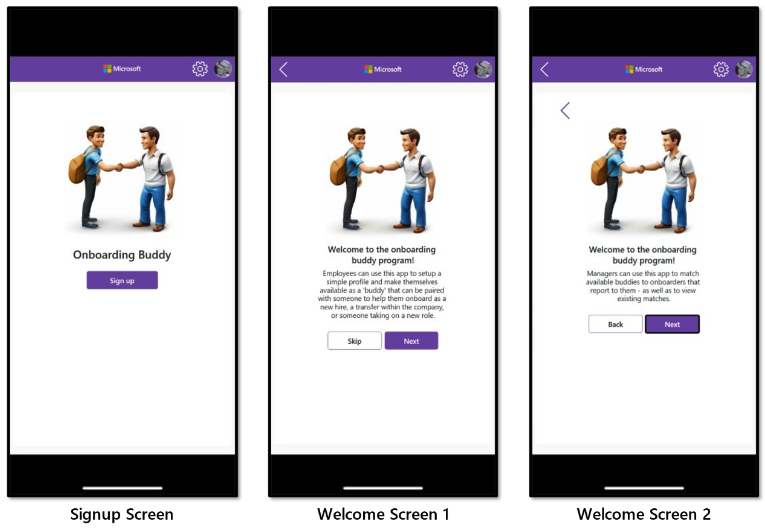 Microsoft
Onboarding Buddy
Sign up
Signup Screen
Microsoft
Welcome to the onboarding
buddy program!
Employees can use this app to setup a
simple profile and make themselves
available as a 'buddy' that can be paired
with someone to help them onboard as a
new hire, a transfer within the company,
or someone taking on a new role.
Skip
Next
Welcome Screen 1
Microsoft
Welcome to the onboarding
buddy program!
Managers can use this app to match
available buddies to onboarders that
report to them - as well as to view
existing matches.
Back
Next
Welcome Screen 2